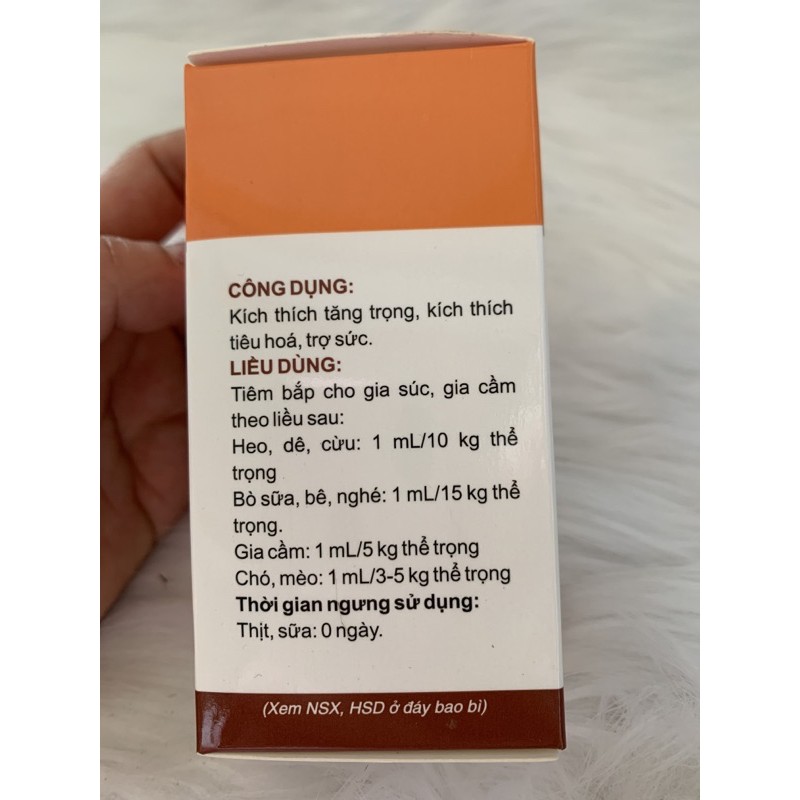 CÔNG DỤNG:
Kích thích tăng trọng, kích thích
tiêu hoá, trợ sức.
LIỀU DÙNG:
Tiêm bắp cho gia súc, gia cầm
theo liều sau:
Heo, dê, cừu: 1 mL/10 kg thể
trọng
Bò sữa, bê, nghé: 1 mL/15 kg thể
trọng.
Gia cầm: 1 mL/5 kg thể trọng
Chó, mèo: 1 mL/3-5 kg thể trọng
Thời gian ngưng sử dụng:
Thịt, sữa: 0 ngày.
(Xem NSX, HSD ở đáy bao bì)